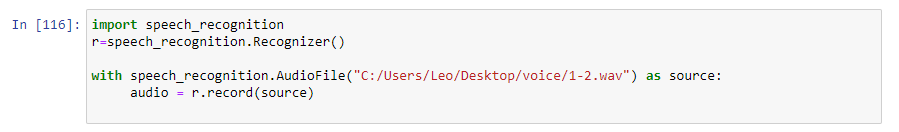 In [116]: import speech_recognition
r=speech_recognition.Recognizer()
with speech_recognition.AudioFile("C:/Users/Leo/Desktop/voice/1-2.wav") as source:
audio = r.record(source)